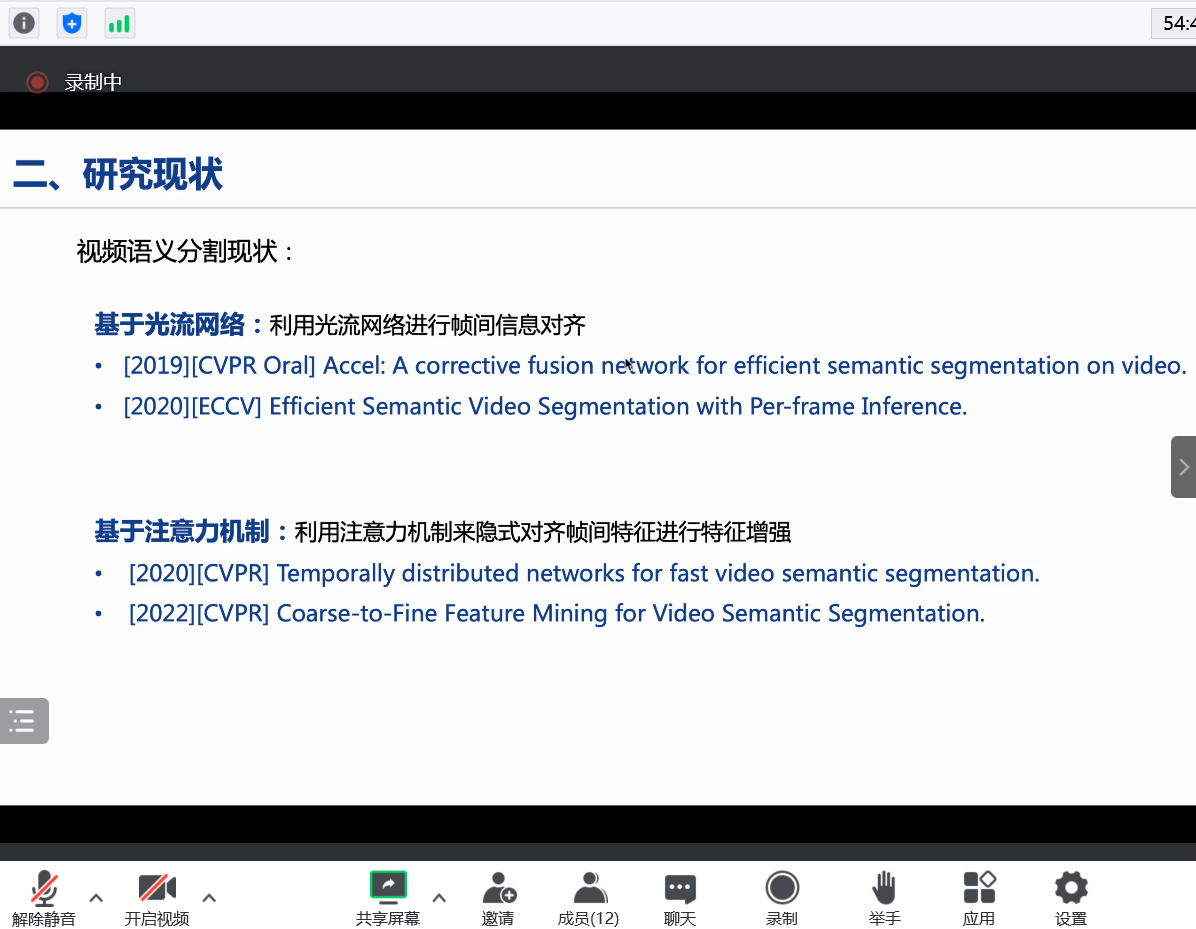 54:4
录制中
二、研究现状
视频语义分割现状：
基于光流网络：利用光流网络进行帧间信息对齐
• [2019][CVPR Oral] Accel: A corrective fusion network for efficient semantic segmentation on video.
• [2020][ECCV] Efficient Semantic Video Segmentation with Per-frame Inference.
基于注意力机制：利用注意力机制来隐式对齐帧间特征进行特征增强
• [2020][CVPR] Temporally distributed networks for fast video semantic segmentation.
• [2022][CVPR] Coarse-to-Fine Feature Mining for Video Semantic Segmentation.
解除静音 开启视频 共享屏幕 邀请 成员(12) 聊天 录制 举手 应用 设置